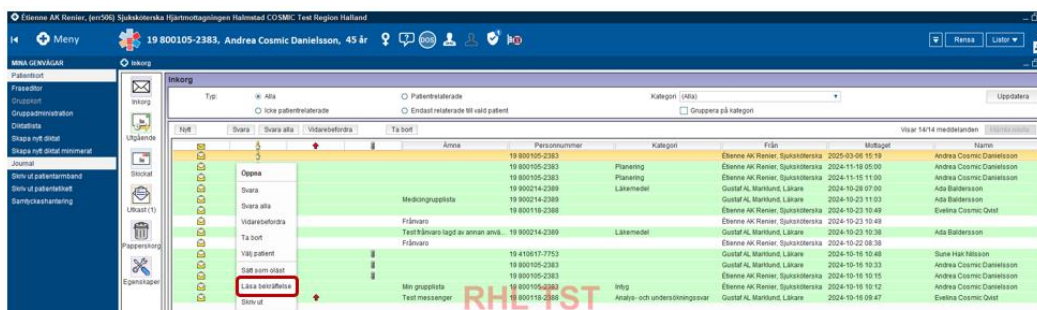 Étienne AK Renier, (err506) Sjuksköterska Hjärtmottagningen Halmstad COSMIC Test Region Halland
Meny 19 800105-2383, Andrea Cosmic Danielsson, 45 år DOS Rensa Listor
MINA GENVÄGAR Inkorg
Patientkort
Fraseditor
Gruppkort
Gruppadministration
Diktatlista
Skapa nytt diktat
Skapa nytt diktat minimerat
Journal
Skriv ut patientarmband
Skriv ut patientetikett
Samtyckeshantering
Inkorg
Utgående
Skickat
Utkast (1)
Papperskorg
Egenskaper
Inkorg
Typ: Alla Patientrelaterade Kategori (Alla) Uppdatera
Icke patientrelaterade Endast relaterade till vald patient Gruppera på kategori
Nytt Svara Svara alla Vidarebefordra Ta bort Visar 14/14 meddelanden
Ämne Personnummer Kategori Från Mottaget Namn
19 800105-2383 Étienne AK Renier, Sjuksköterska 2025-03-06 15:19 Andrea Cosmic Danielsson
19 800105-2383 Planering Étienne AK Renier, Sjuksköterska 2024-11-18 05:00 Andrea Cosmic Danielsson
19 800105-2383 Planering Étienne AK Renier, Sjuksköterska 2024-11-15 11:00 Andrea Cosmic Danielsson
19 900214-2389 Läkemedel Gustaf AL Marklund, Läkare 2024-10-28 07:00 Ada Baldersson
Medicingrupplista 19 900214-2389 Gustaf AL Marklund, Läkare 2024-10-23 11:03 Ada Baldersson
19 800118-2388 Étienne AK Renier, Sjuksköterska 2024-10-23 10:49 Evelina Cosmic Qvist
Frånvaro Étienne AK Renier, Sjuksköterska 2024-10-23 10:49
Test frånvaro lagd av annan anvä... 19 900214-2389 Läkemedel Gustaf AL Marklund, Läkare 2024-10-23 10:38 Ada Baldersson
Frånvaro Étienne AK Renier, Sjuksköterska 2024-10-22 08:38
19 410617-7753 Gustaf AL Marklund, Läkare 2024-10-16 10:48 Sune Hak Nilsson
19 800105-2383 Gustaf AL Marklund, Läkare 2024-10-16 10:33 Andrea Cosmic Danielsson
19 800105-2383 Étienne AK Renier, Sjuksköterska 2024-10-16 10:15 Andrea Cosmic Danielsson
Min grupplista 19 800105-2383 Intyg Étienne AK Renier, Sjuksköterska 2024-10-16 10:12 Andrea Cosmic Danielsson
Test messenger 19 800118-2388 Analys- och undersökningssvar Gustaf AL Marklund, Läkare 2024-10-16 09:47 Evelina Cosmic Qvist
Öppna
Svara
Svara alla
Vidarebefordra
Ta bort
Välj patient
Sätt som oläst
Läsa bekräftelse
Skriv ut
RHL TST